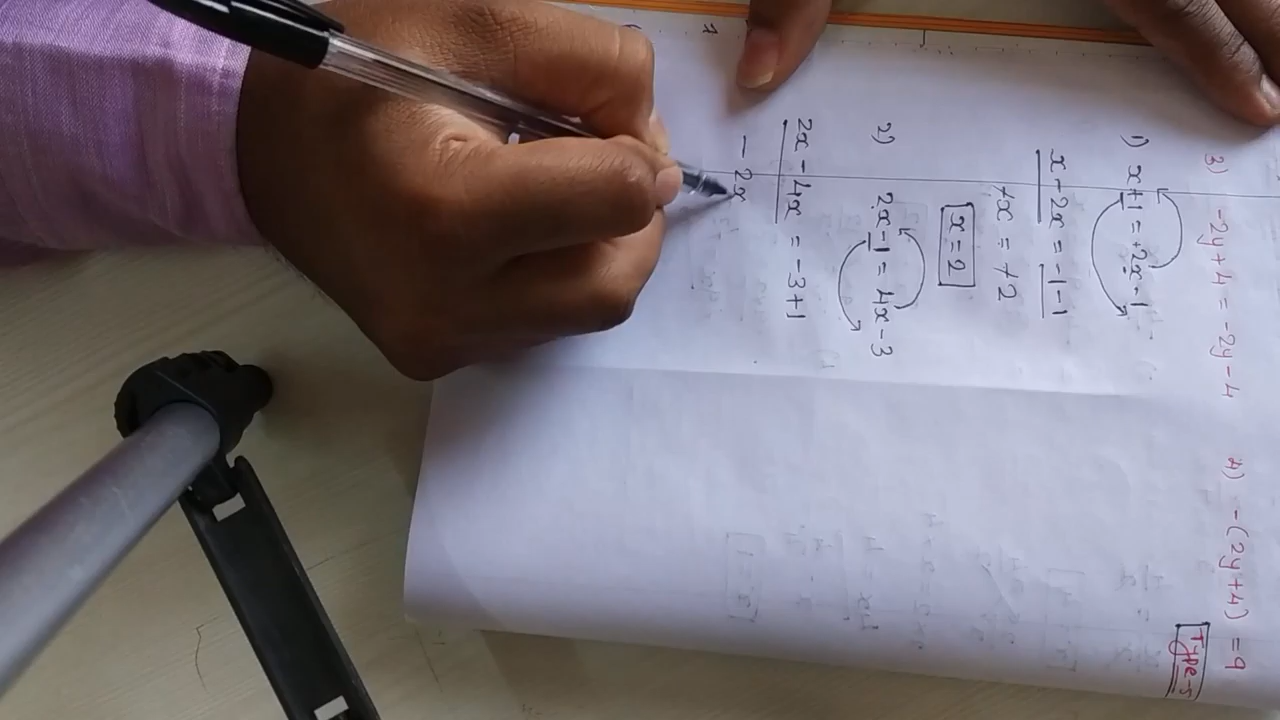 3) -2y+4 = -2y-4 4) -(2y+4) = 9
Type-5
1) x+1 = +2x-1
x-2x = -1-1
+x = +2
x = 2
2) 2x-1 = 4x-3
2x-4x = -3+1
-2x